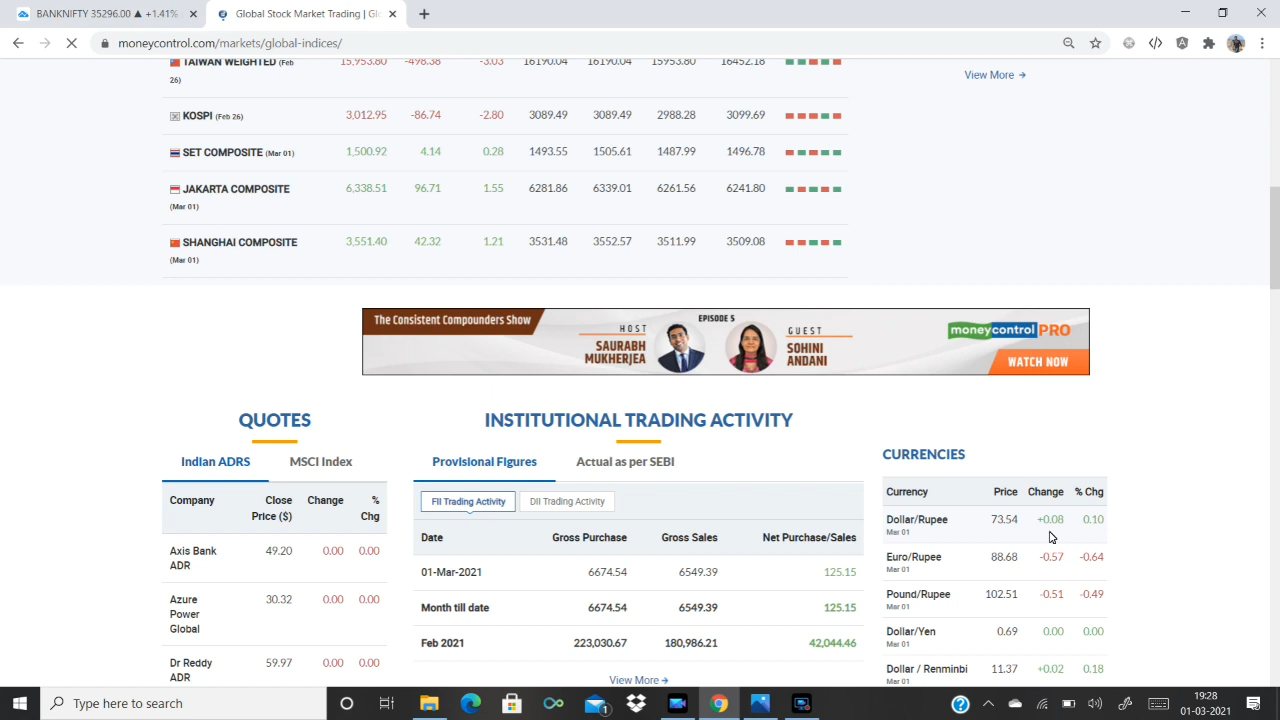 BANKNIFTY 35296.00 ▲ +1.41%
Global Stock Market Trading | Gl
moneycontrol.com/markets/global-indices/
TAIWAN WEIGHTED (Feb 26) 15,953.80 -498.38 -3.03 16190.04 16190.04 15953.80 16452.18
View More →
KOSPI (Feb 26) 3,012.95 -86.74 -2.80 3089.49 3089.49 2988.28 3099.69
SET COMPOSITE (Mar 01) 1,500.92 4.14 0.28 1493.55 1505.61 1487.99 1496.78
JAKARTA COMPOSITE (Mar 01) 6,338.51 96.71 1.55 6281.86 6339.01 6261.56 6241.80
SHANGHAI COMPOSITE (Mar 01) 3,551.40 42.32 1.21 3531.48 3552.57 3511.99 3509.08
The Consistent Compounders Show
HOST
SAURABH
MUKHERJEA
EPISODE 5
GUEST
SOHINI
ANDANI
moneycontrol PRO
WATCH NOW
QUOTES
Indian ADRS MSCI Index
Company Close Price ($) Change % Chg
Axis Bank ADR 49.20 0.00 0.00
Azure Power Global 30.32 0.00 0.00
Dr Reddy ADR 59.97 0.00 0.00
INSTITUTIONAL TRADING ACTIVITY
Provisional Figures Actual as per SEBI
FII Trading Activity DII Trading Activity
Date Gross Purchase Gross Sales Net Purchase/Sales
01-Mar-2021 6674.54 6549.39 125.15
Month till date 6674.54 6549.39 125.15
Feb 2021 223,030.67 180,986.21 42,044.46
View More →
CURRENCIES
Currency Price Change % Chg
Dollar/Rupee 73.54 +0.08 0.10
Mar 01
Euro/Rupee 88.68 -0.57 -0.64
Mar 01
Pound/Rupee 102.51 -0.51 -0.49
Mar 01
Dollar/Yen 0.69 0.00 0.00
Mar 01
Dollar / Renminbi 11.37 +0.02 0.18
Mar 01
Type here to search
1
19:28
01-03-2021